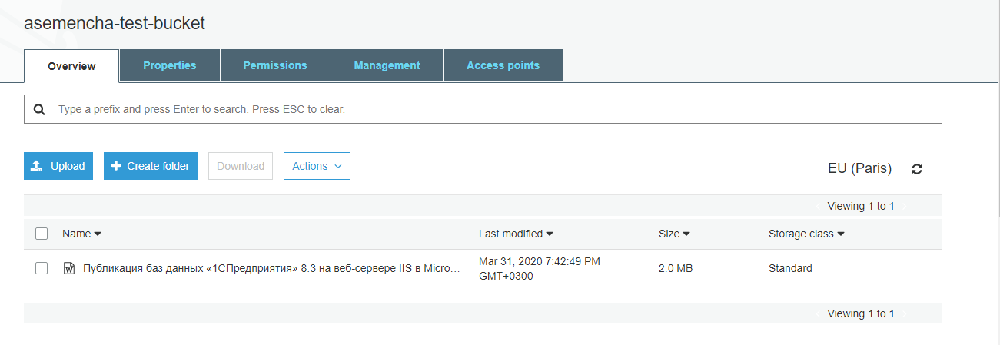 asemencha-test-bucket
Overview Properties Permissions Management Access points
Type a prefix and press Enter to search. Press ESC to clear.
Upload Create folder Download Actions
EU (Paris)
Viewing 1 to 1
Name Last modified Size Storage class
Публикация баз данных «1СПредприятия» 8.3 на веб-сервере IIS в Micro… Mar 31, 2020 7:42:49 PM 2.0 MB Standard
GMT+0300
Viewing 1 to 1